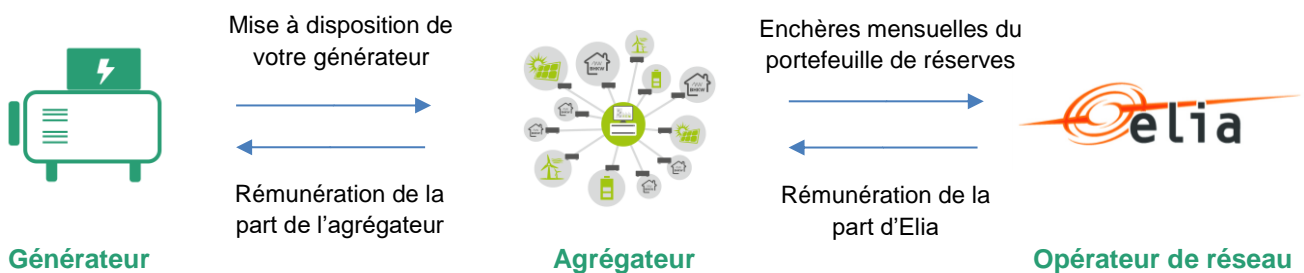 Mise à disposition de
votre générateur
Enchères mensuelles du
portefeuille de réserves
elia
Rémunération de la
part de l'agrégateur
Rémunération de la
part d'Elia
Générateur
Agrégateur
Opérateur de réseau